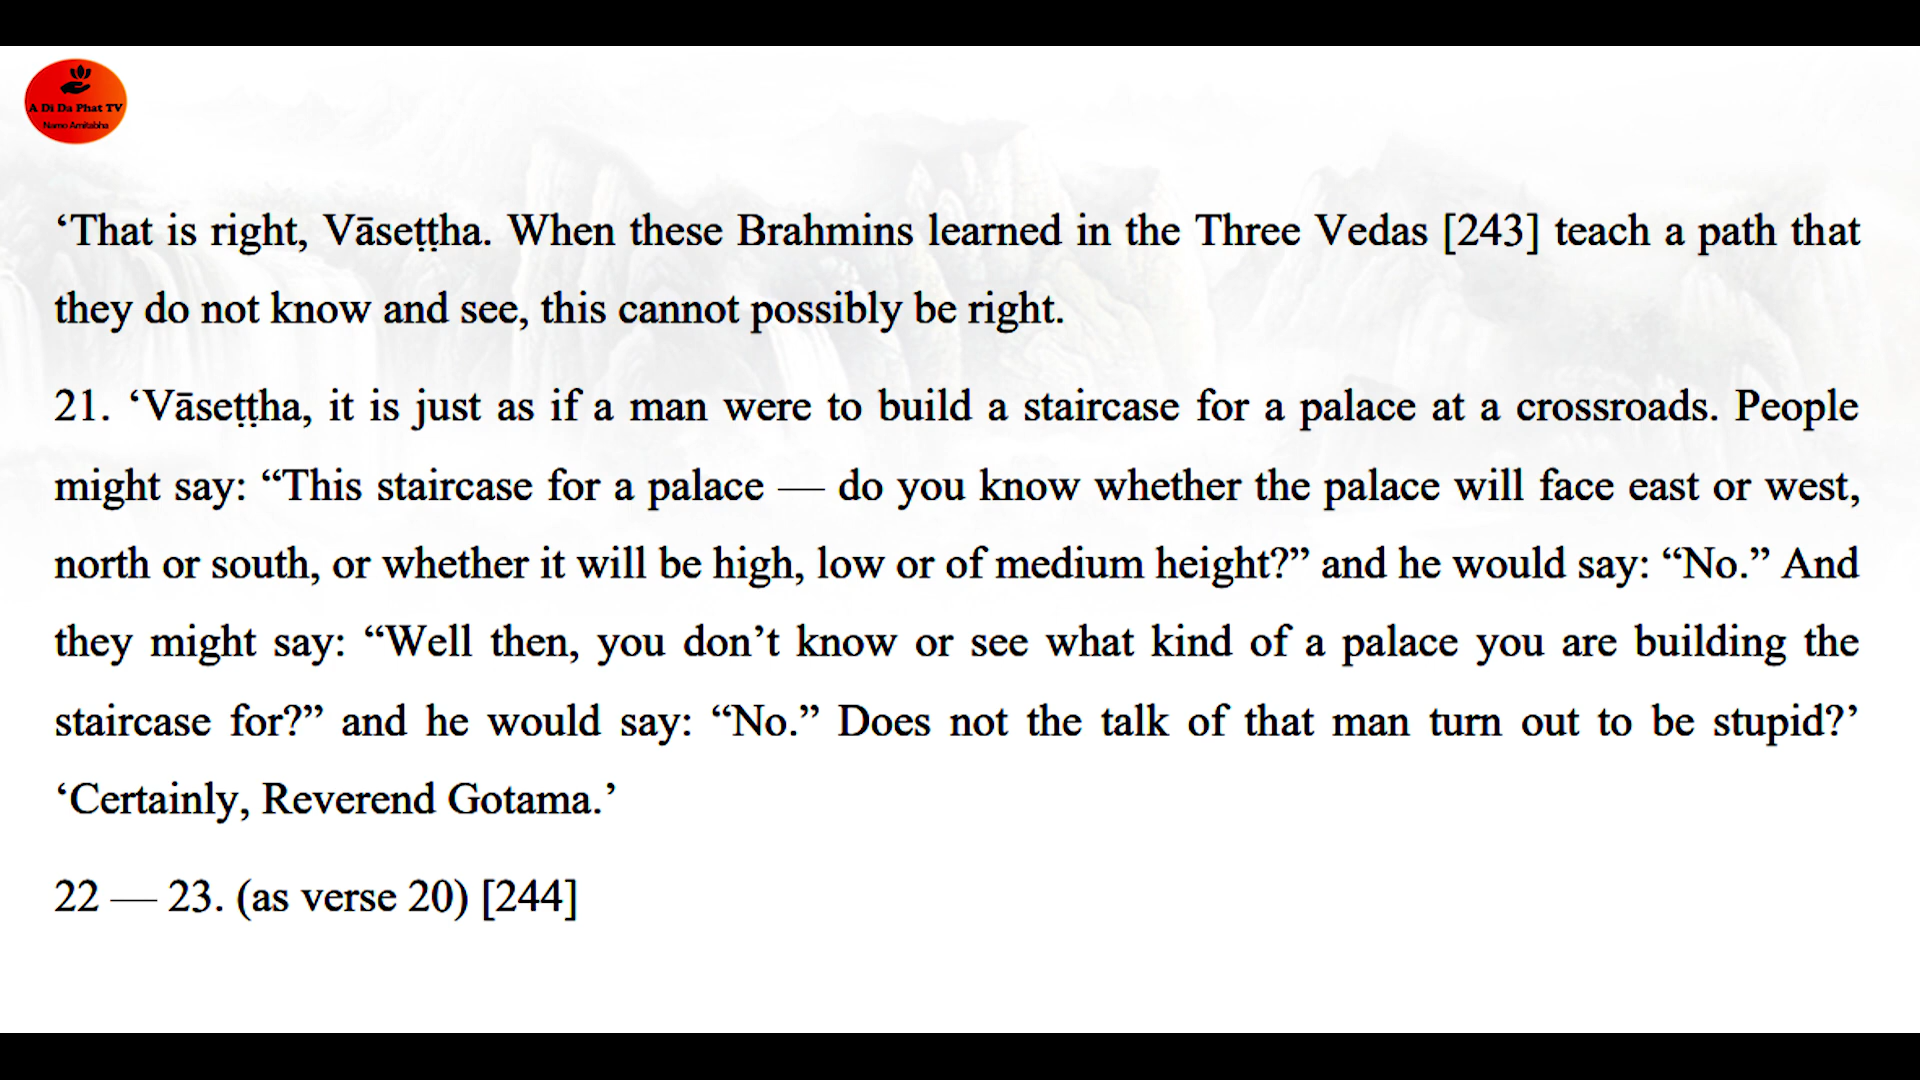 A Di Da Phat TV
Namo Amitabha
‘That is right, Vāseṭṭha. When these Brahmins learned in the Three Vedas [243] teach a path that
they do not know and see, this cannot possibly be right.
21. ‘Vāseṭṭha, it is just as if a man were to build a staircase for a palace at a crossroads. People
might say: “This staircase for a palace — do you know whether the palace will face east or west,
north or south, or whether it will be high, low or of medium height?” and he would say: “No.” And
they might say: “Well then, you don’t know or see what kind of a palace you are building the
staircase for?” and he would say: “No.” Does not the talk of that man turn out to be stupid?’
‘Certainly, Reverend Gotama.’
22 — 23. (as verse 20) [244]